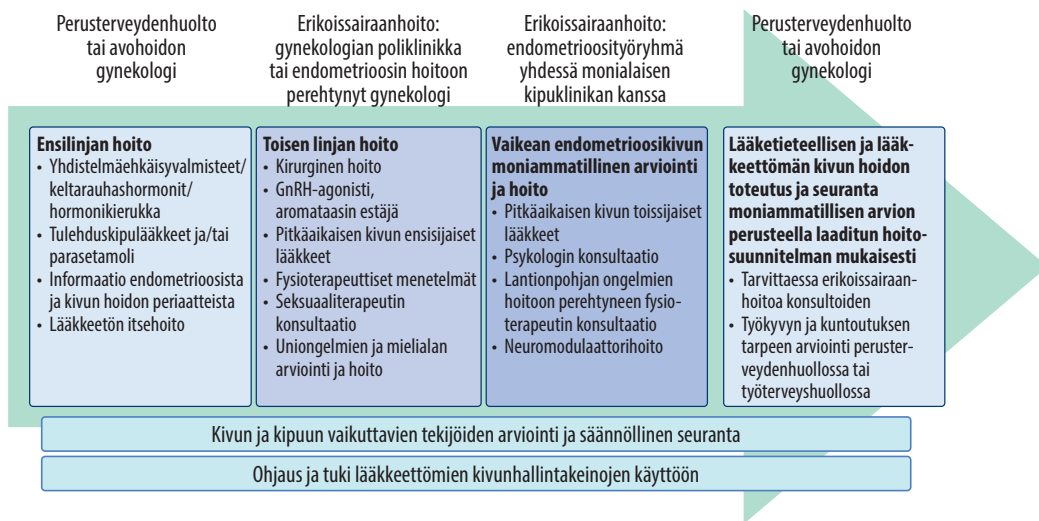 Perusterveydenhuolto
tai avohoidon
gynekologi
Erikoissairaanhoito:
gynekologian poliklinikka
tai endometrioosin hoitoon
perehtynyt gynekologi
Erikoissairaanhoito:
endometrioosityöryhmä
yhdessä monialaisen
kipuklinikan kanssa
Perusterveydenhuolto
tai avohoidon
gynekologi
Ensilinjan hoito
• Yhdistelmäehkäisyvalmisteet/
keltarauhashormonit/
hormonikierukka
• Tulehduskipulääkkeet ja/tai
parasetamoli
• Informaatio endometrioosista
ja kivun hoidon periaatteista
• Lääkkeetön itsehoito
Toisen linjan hoito
• Kirurginen hoito
• GnRH-agonisti,
aromataasin estäjä
• Pitkäaikaisen kivun ensisijaiset
lääkkeet
• Fysioterapeuttiset menetelmät
• Seksuaaliterapeutin
konsultaatio
• Uniongelmien ja mielialan
arviointi ja hoito
Vaikean endometrioosikivun
moniammatillinen arviointi
ja hoito
• Pitkäaikaisen kivun toissijaiset
lääkkeet
• Psykologin konsultaatio
• Lantionpohjan ongelmien
hoitoon perehtyneen fysio-
terapeutin konsultaatio
• Neuromodulaattorihoito
Lääketieteellisen ja lääk-
keettömän kivun hoidon
toteutus ja seuranta
moniammatillisen arvion
perusteella laaditun hoito-
suunnitelman mukaisesti
• Tarvittaessa erikoissairaan-
hoitoa konsultoiden
• Työkyvyn ja kuntoutuksen
tarpeen arviointi peruster-
veydenhuollossa tai
työterveyshuollossa
Kivun ja kipuun vaikuttavien tekijöiden arviointi ja säännöllinen seuranta
Ohjaus ja tuki lääkkeettömien kivunhallintakeinojen käyttöön